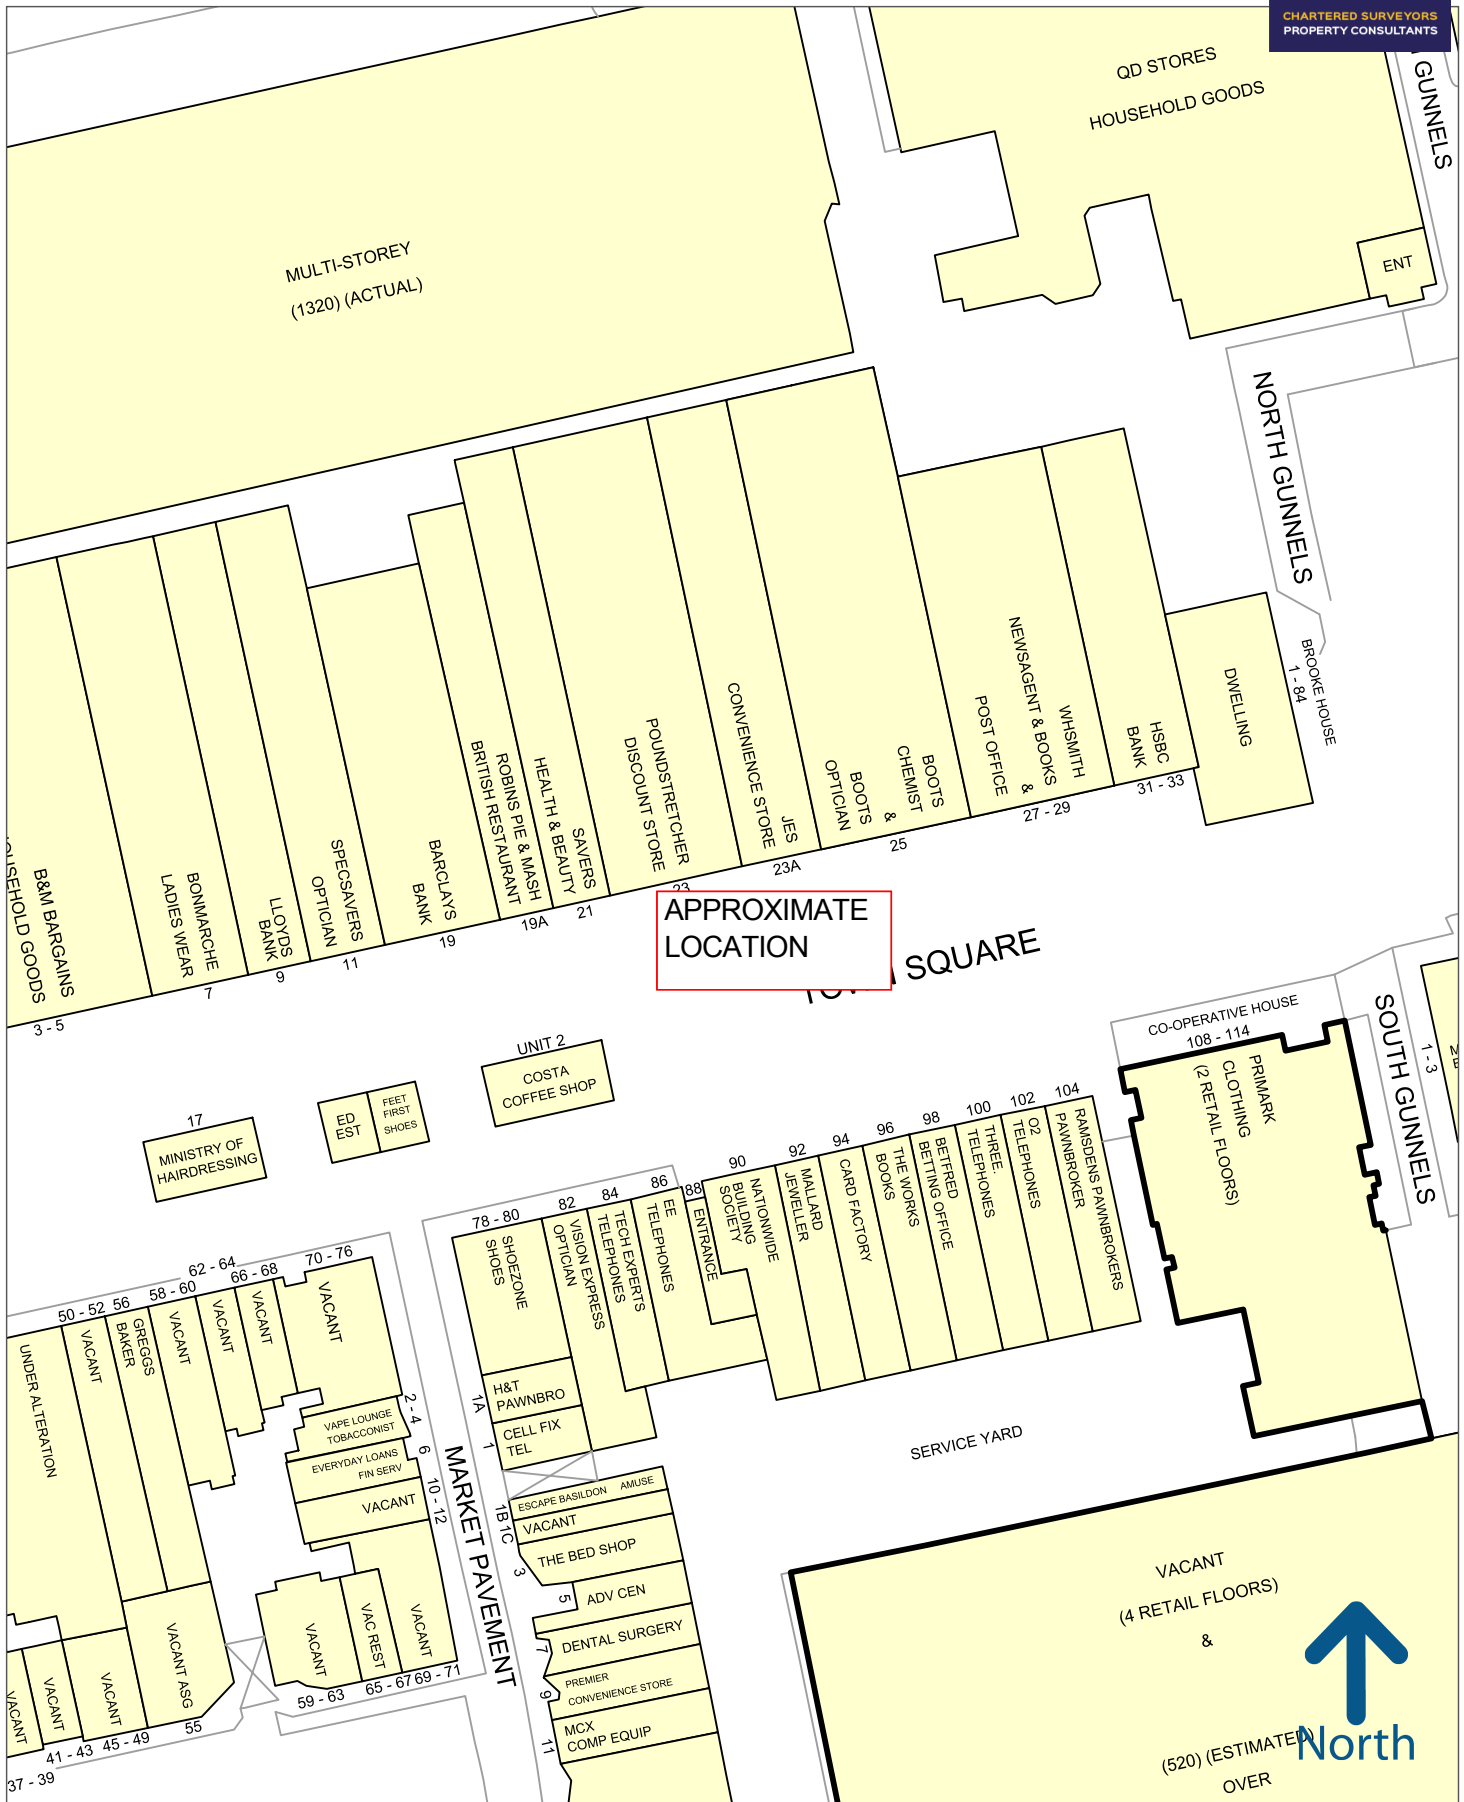 CHARTERED SURVEYORS
PROPERTY CONSULTANTS
GUNNELS
QD STORES
HOUSEHOLD GOODS
ENT
MULTI-STOREY
(1320) (ACTUAL)
NORTH GUNNELS
BROOKE HOUSE
1 - 84
DWELLING
HSBC
BANK
31 - 33
WHSMITH
NEWSAGENT & BOOKS
&
POST OFFICE
27 - 29
BOOTS
CHEMIST
&
BOOTS
OPTICIAN
25
JES
CONVENIENCE STORE
23A
POUNDSTRETCHER
DISCOUNT STORE
23
SAVERS
HEALTH & BEAUTY
21
ROBINS PIE & MASH
BRITISH RESTAURANT
19A
BARCLAYS
BANK
19
SPECSAVERS
OPTICIAN
11
LLOYDS
BANK
9
BONMARCHE
LADIES WEAR
7
B&M BARGAINS
HOUSEHOLD GOODS
3 - 5
APPROXIMATE
LOCATION
TOWN SQUARE
UNIT 2
COSTA
COFFEE SHOP
ED
EST
FEET
FIRST
SHOES
17
MINISTRY OF
HAIRDRESSING
CO-OPERATIVE HOUSE
108 - 114
PRIMARK
CLOTHING
(2 RETAIL FLOORS)
SOUTH GUNNELS
1 - 3
104
RAMSDENS PAWNBROKERS
PAWNBROKER
102
O2
TELEPHONES
100
THREE.
TELEPHONES
98
BETFRED
BETTING OFFICE
96
THE WORKS
BOOKS
94
CARD FACTORY
92
MALLARD
JEWELLER
90
NATIONWIDE
BUILDING
SOCIETY
88
ENTRANCE
86
EE
TELEPHONES
84
TECH EXPERTS
TELEPHONES
82
VISION EXPRESS
OPTICIAN
78 - 80
SHOEZONE
SHOES
H&T
PAWNBRO
1A
CELL FIX
TEL
1
70 - 76
VACANT
66 - 68
VACANT
62 - 64
VACANT
58 - 60
VACANT
56
GREGGS
BAKER
50 - 52
VACANT
UNDER ALTERATION
VAPE LOUNGE
TOBACCONIST
2 - 4
EVERYDAY LOANS
FIN SERV
6
VACANT
10 - 12
MARKET PAVEMENT
SERVICE YARD
ESCAPE BASILDON AMUSE
1B 1C
VACANT
THE BED SHOP
3
ADV CEN
5
DENTAL SURGERY
7
PREMIER
CONVENIENCE STORE
9
MCX
COMP EQUIP
11
VACANT
69 - 71
VAC REST
65 - 67
VACANT
59 - 63
VACANT ASG
55
VACANT
45 - 49
VACANT
41 - 43
VACANT
37 - 39
VACANT
(4 RETAIL FLOORS)
&
(520) (ESTIMATED)
OVER
North